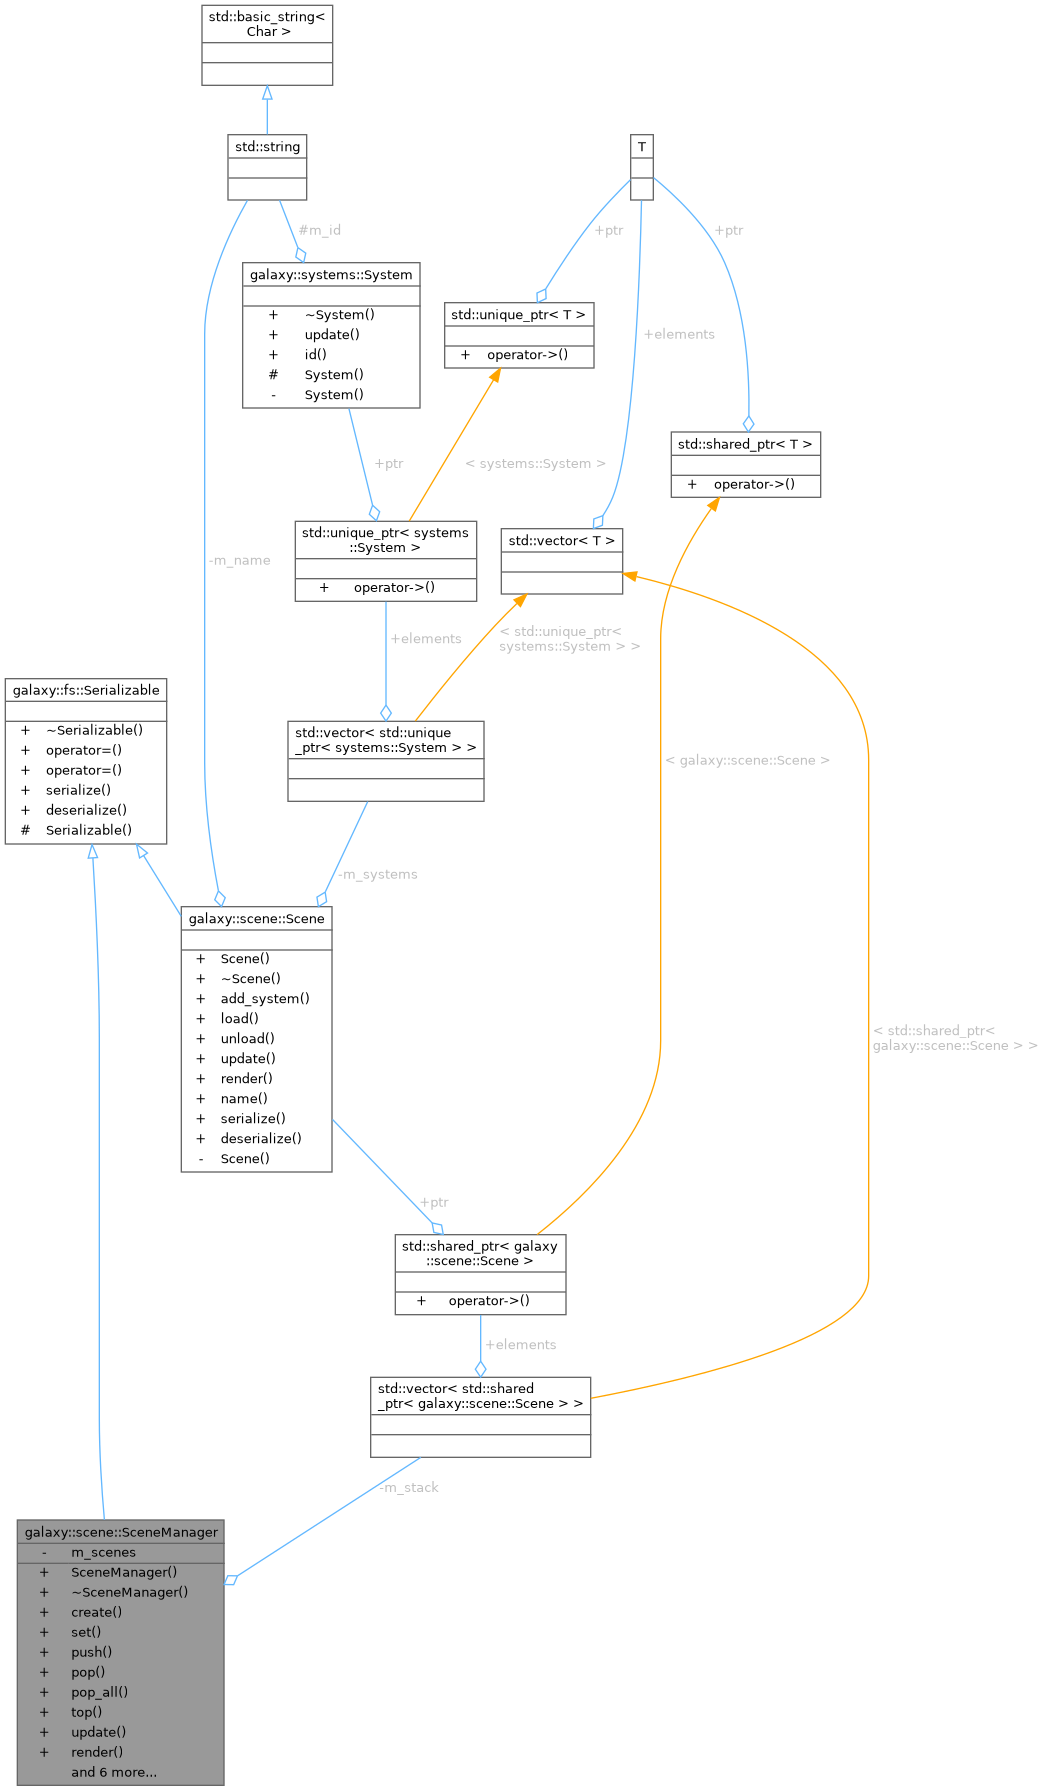 std::basic_string<
Char >
std::string
T
#m_id
+ptr
+ptr
galaxy::systems::System
+ ~System()
+ update()
+ id()
# System()
- System()
std::unique_ptr< T >
+ operator->()
+elements
std::shared_ptr< T >
+ operator->()
+ptr
< systems::System >
std::unique_ptr< systems
::System >
+ operator->()
std::vector< T >
-m_name
+elements
< std::unique_ptr<
systems::System > >
galaxy::fs::Serializable
+ ~Serializable()
+ operator=()
+ operator=()
+ serialize()
+ deserialize()
# Serializable()
std::vector< std::unique
_ptr< systems::System > >
< galaxy::scene::Scene >
-m_systems
galaxy::scene::Scene
+ Scene()
+ ~Scene()
+ add_system()
+ load()
+ unload()
+ update()
+ render()
+ name()
+ serialize()
+ deserialize()
- Scene()
< std::shared_ptr<
galaxy::scene::Scene > >
+ptr
std::shared_ptr< galaxy
::scene::Scene >
+ operator->()
+elements
std::vector< std::shared
_ptr< galaxy::scene::Scene > >
-m_stack
galaxy::scene::SceneManager
- m_scenes
+ SceneManager()
+ ~SceneManager()
+ create()
+ set()
+ push()
+ pop()
+ pop_all()
+ top()
+ update()
+ render()
and 6 more...